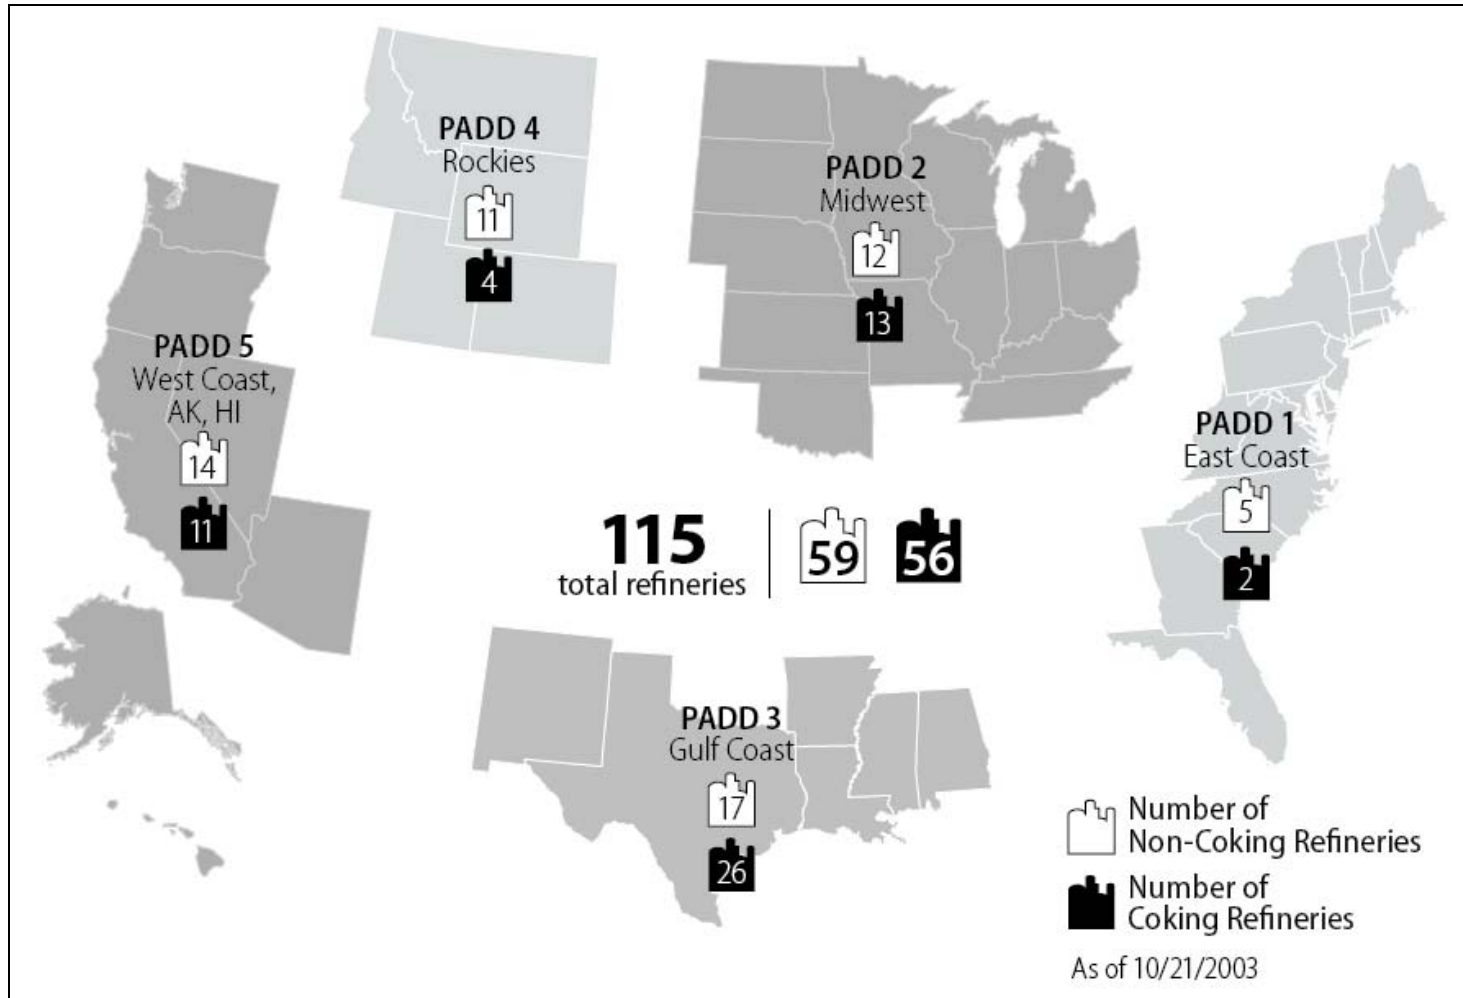 PADD 4
Rockies
11
4
PADD 2
Midwest
12
13
PADD 5
West Coast,
AK, HI
14
11
PADD 1
East Coast
5
2
115
total refineries
59
56
PADD 3
Gulf Coast
17
26
Number of
Non-Coking Refineries
Number of
Coking Refineries
As of 10/21/2003